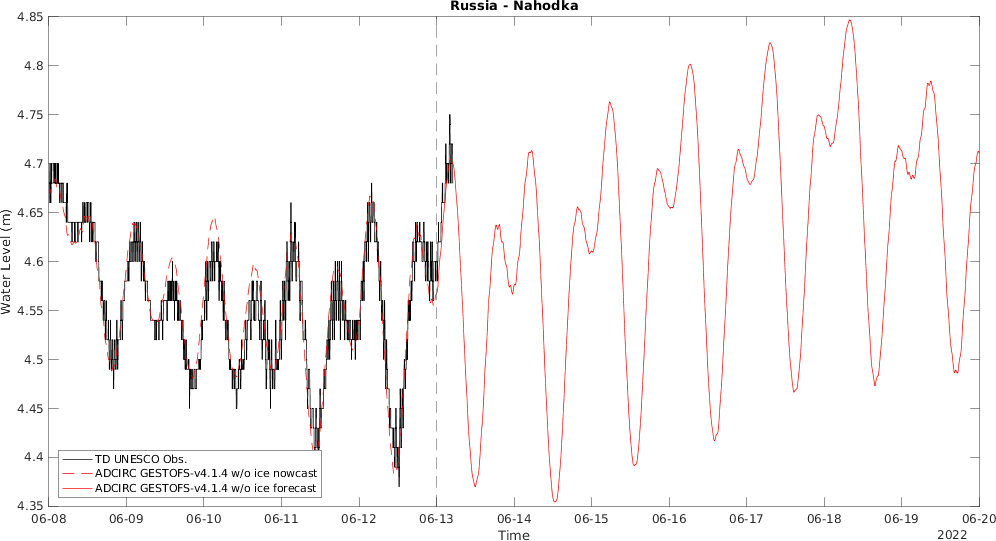 Russia - Nahodka
Water Level (m)
4.85
4.8
4.75
4.7
4.65
4.6
4.55
4.5
4.45
4.4
4.35
TD UNESCO Obs.
ADCIRC GESTOFS-v4.1.4 w/o ice nowcast
ADCIRC GESTOFS-v4.1.4 w/o ice forecast
06-08 06-09 06-10 06-11 06-12 06-13 06-14 06-15 06-16 06-17 06-18 06-19 06-20
Time
2022